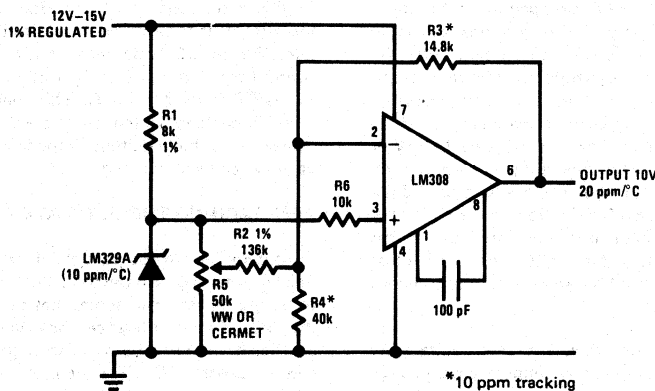 12V–15V
1% REGULATED
R3*
14.8k
R1
8k
1%
7
2
−
LM308
6
OUTPUT 10V
20 ppm/°C
R6
10k
3
+
8
1
4
LM329A
(10 ppm/°C)
R2 1%
136k
R5
50k
WW OR
CERMET
R4*
40k
100 pF
*10 ppm tracking